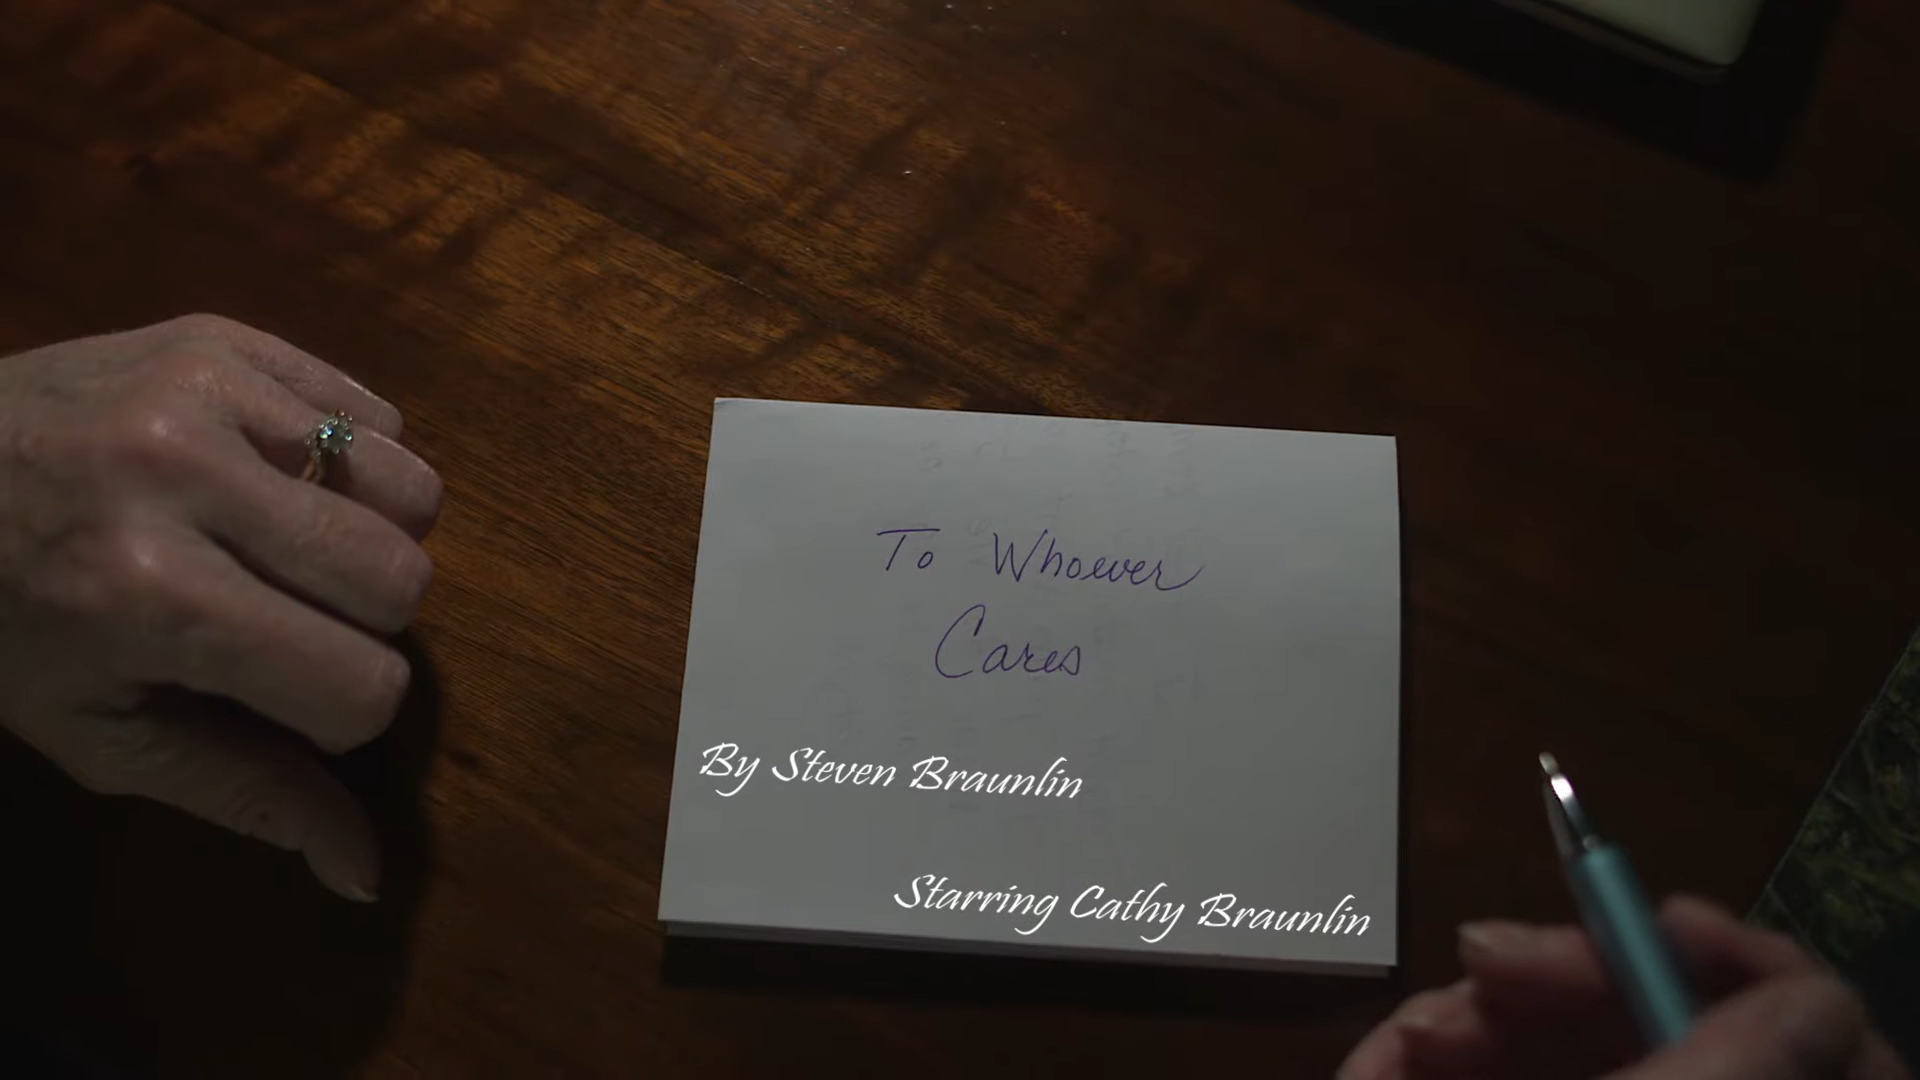 To Whoever
Cares
By Steven Braunlin
Starring Cathy Braunlin